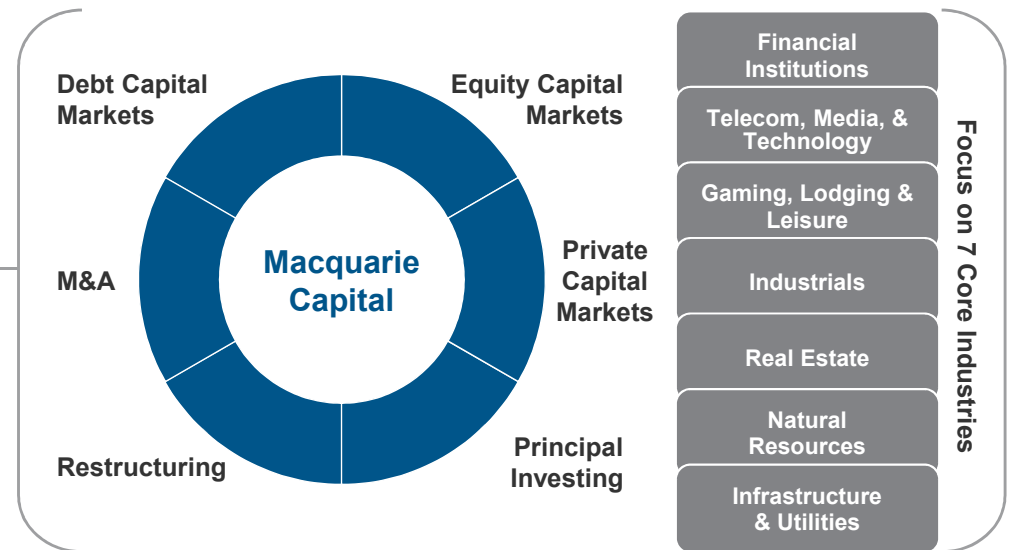 Debt Capital
Markets
Equity Capital
Markets
M&A
Macquarie
Capital
Private
Capital
Markets
Restructuring
Principal
Investing
Financial
Institutions
Telecom, Media, &
Technology
Gaming, Lodging &
Leisure
Industrials
Real Estate
Natural
Resources
Infrastructure
& Utilities
Focus on 7 Core Industries